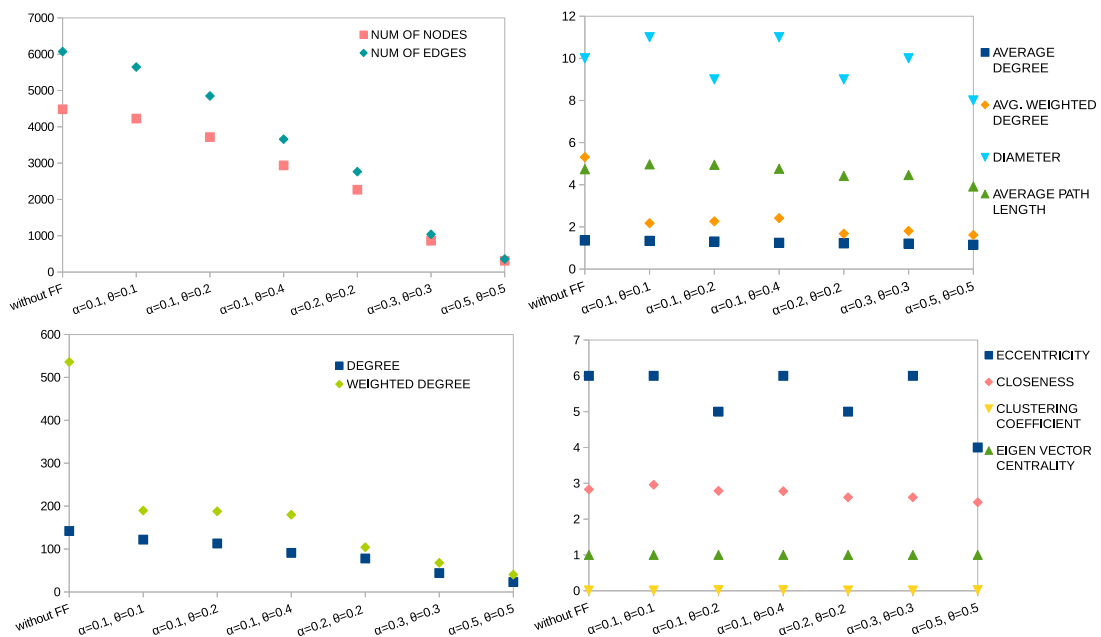 7000
6000
5000
4000
3000
2000
1000
0
NUM OF NODES
NUM OF EDGES
without FF
α=0.1, θ=0.1
α=0.1, θ=0.2
α=0.1, θ=0.4
α=0.2, θ=0.2
α=0.3, θ=0.3
α=0.5, θ=0.5
12
10
8
6
4
2
0
AVERAGE
DEGREE
AVG. WEIGHTED
DEGREE
DIAMETER
AVERAGE PATH
LENGTH
without FF
α=0.1, θ=0.1
α=0.1, θ=0.2
α=0.1, θ=0.4
α=0.2, θ=0.2
α=0.3, θ=0.3
α=0.5, θ=0.5
600
500
400
300
200
100
0
DEGREE
WEIGHTED DEGREE
without FF
α=0.1, θ=0.1
α=0.1, θ=0.2
α=0.1, θ=0.4
α=0.2, θ=0.2
α=0.3, θ=0.3
α=0.5, θ=0.5
7
6
5
4
3
2
1
0
ECCENTRICITY
CLOSENESS
CLUSTERING
COEFFICIENT
EIGEN VECTOR
CENTRALITY
without FF
α=0.1, θ=0.1
α=0.1, θ=0.2
α=0.1, θ=0.4
α=0.2, θ=0.2
α=0.3, θ=0.3
α=0.5, θ=0.5